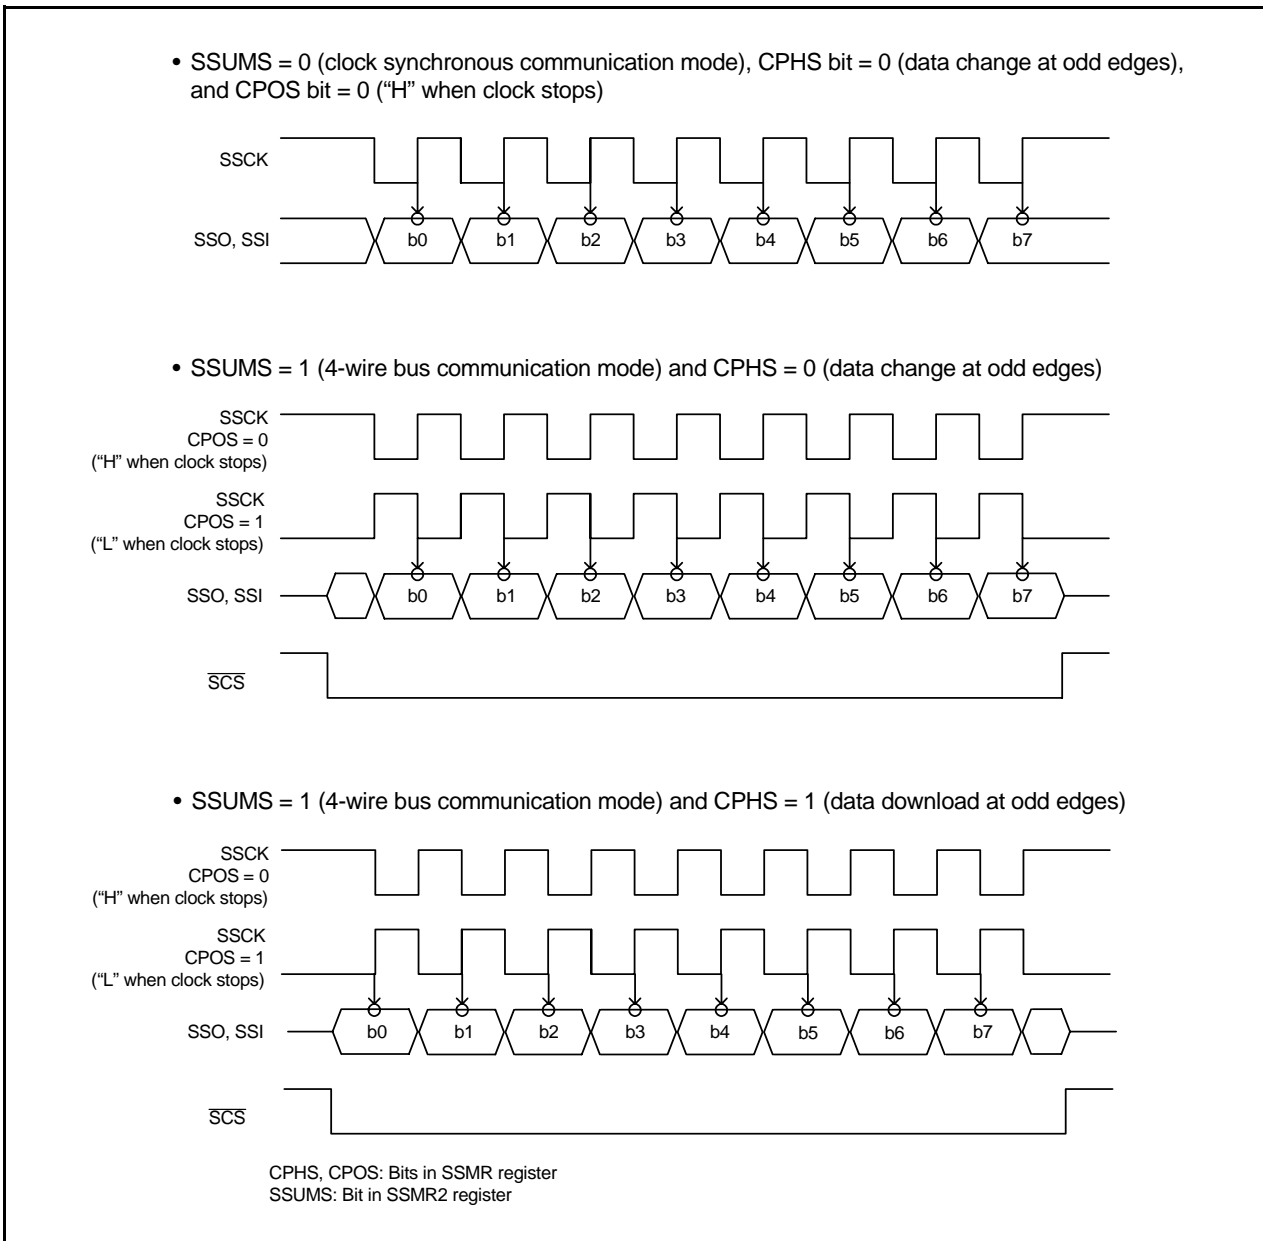 • SSUMS = 0 (clock synchronous communication mode), CPHS bit = 0 (data change at odd edges),
and CPOS bit = 0 (“H” when clock stops)
SSCK
SSO, SSI
b0 b1 b2 b3 b4 b5 b6 b7
• SSUMS = 1 (4-wire bus communication mode) and CPHS = 0 (data change at odd edges)
SSCK
CPOS = 0
(“H” when clock stops)
SSCK
CPOS = 1
(“L” when clock stops)
SSO, SSI
b0 b1 b2 b3 b4 b5 b6 b7
SCS
• SSUMS = 1 (4-wire bus communication mode) and CPHS = 1 (data download at odd edges)
SSCK
CPOS = 0
(“H” when clock stops)
SSCK
CPOS = 1
(“L” when clock stops)
SSO, SSI
b0 b1 b2 b3 b4 b5 b6 b7
SCS
CPHS, CPOS: Bits in SSMR register
SSUMS: Bit in SSMR2 register